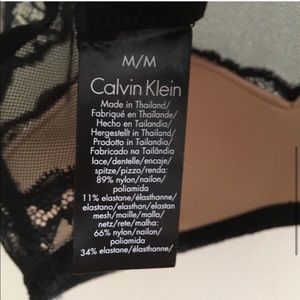 M/M
Calvin Klein
Made in Thailand/
Fabriqué en Thaïlande/
Hecho en Tailandia/
Hergestellt in Thailand/
Prodotto in Tailandia/
Fabricado na Tailândia
lace/dentelle/encaje/
spitze/pizzo/renda:
89% nylon/nailon/
poliamida
11% elastane/élasthanne/
elastano/elasthan/elastan
mesh/maille/malla/
netz/rete/malha:
66% nylon/nailon/
poliamida
34% elastane/élasthanne/